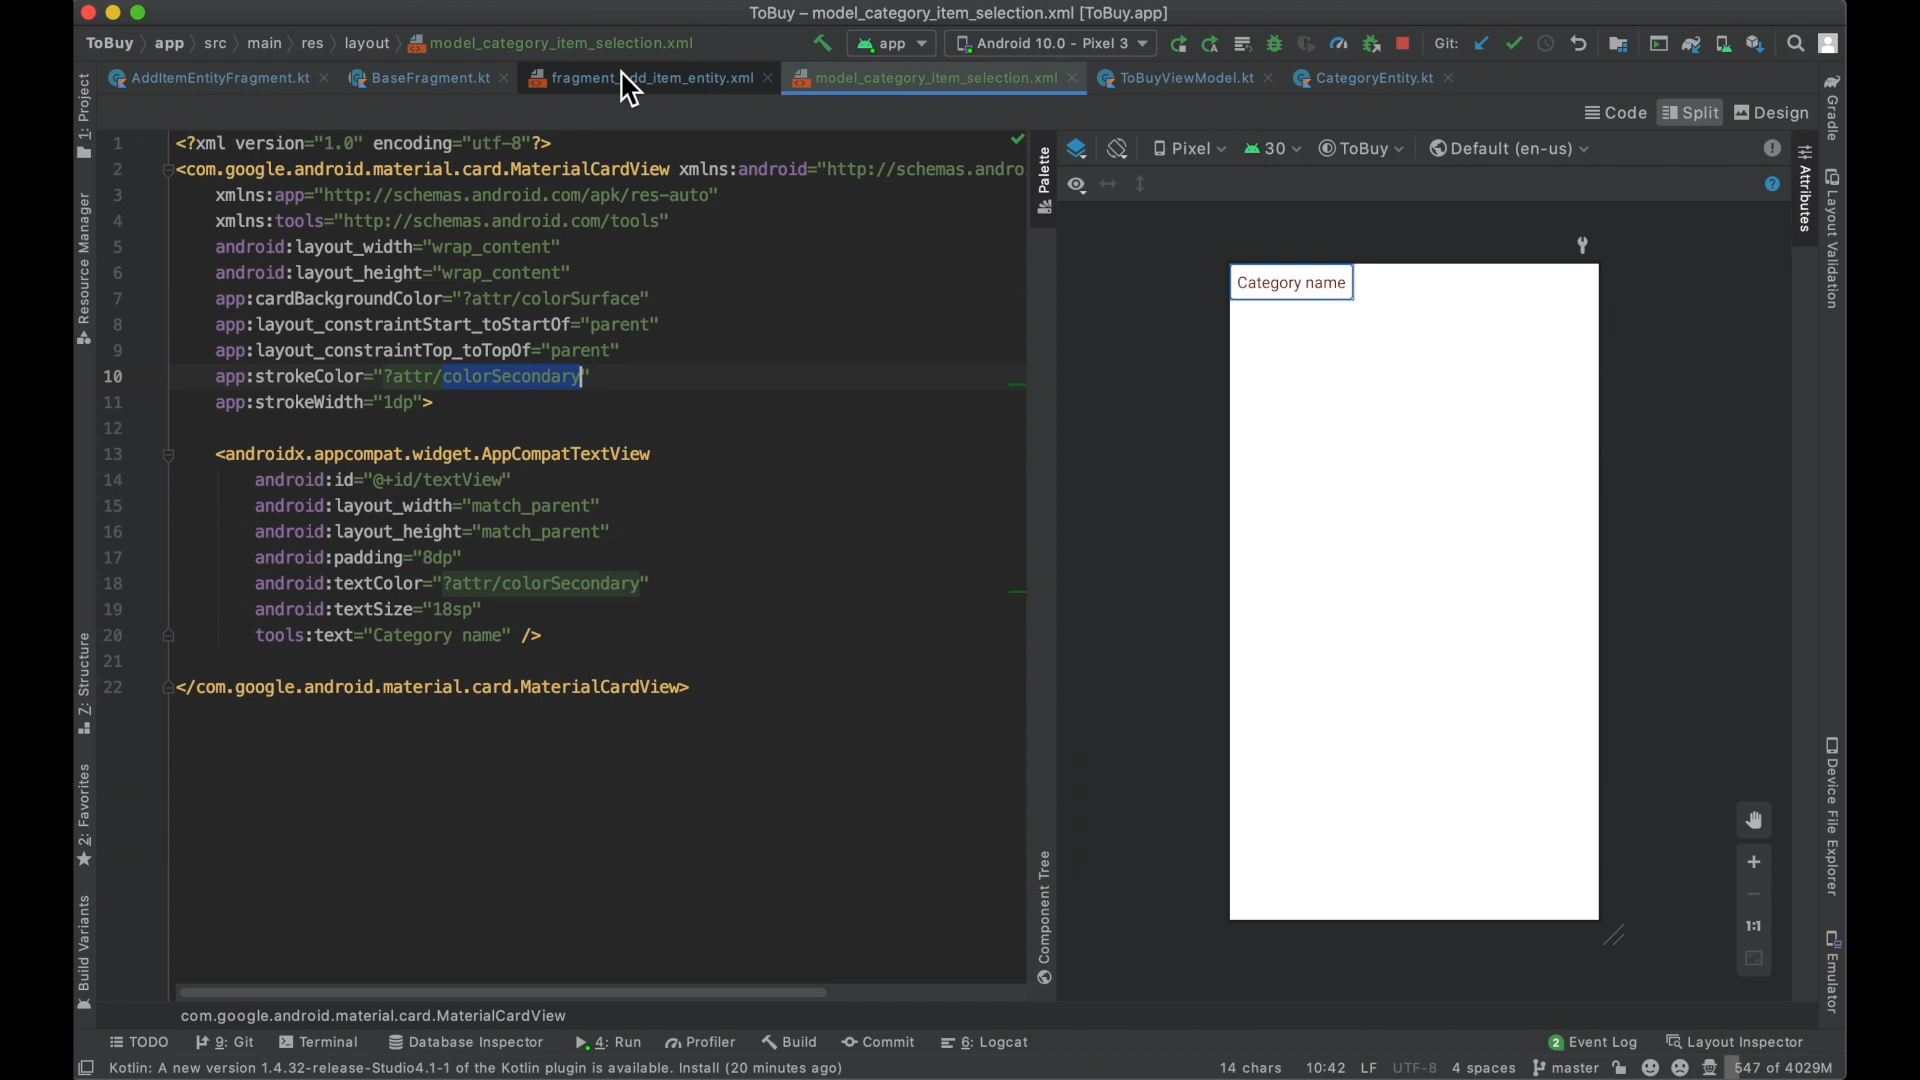 ToBuy – model_category_item_selection.xml [ToBuy.app]
ToBuy app src main res layout model_category_item_selection.xml
app Android 10.0 - Pixel 3 Git:
AddItemEntityFragment.kt BaseFragment.kt model_category_item_selection.xml ToBuyViewModel.kt CategoryEntity.kt
Code Split Design
Pixel 30 ToBuy Default (en-us)
1 <?xml version="1.0" encoding="utf-8"?>
2 <com.google.android.material.card.MaterialCardView xmlns:android="http://schemas.andro
3 xmlns:app="http://schemas.android.com/apk/res-auto"
4 xmlns:tools="http://schemas.android.com/tools"
5 android:layout_width="wrap_content"
6 android:layout_height="wrap_content"
7 app:cardBackgroundColor="?attr/colorSurface"
8 app:layout_constraintStart_toStartOf="parent"
9 app:layout_constraintTop_toTopOf="parent"
10 app:strokeColor="?attr/colorSecondary"
11 app:strokeWidth="1dp">
12
13 <androidx.appcompat.widget.AppCompatTextView
14 android:id="@+id/textView"
15 android:layout_width="match_parent"
16 android:layout_height="match_parent"
17 android:padding="8dp"
18 android:textColor="?attr/colorSecondary"
19 android:textSize="18sp"
20 tools:text="Category name" />
21
22 </com.google.android.material.card.MaterialCardView>
Category name
1:1
1: Project
Resource Manager
7: Structure
2: Favorites
Build Variants
Palette
Component Tree
Attributes
Gradle
Layout Validation
Device File Explorer
Emulator
com.google.android.material.card.MaterialCardView
TODO 9: Git Terminal Database Inspector 4: Run Profiler Build Commit 6: Logcat 2 Event Log Layout Inspector
Kotlin: A new version 1.4.32-release-Studio4.1-1 of the Kotlin plugin is available. Install (20 minutes ago) 14 chars 10:42 LF UTF-8 4 spaces master 547 of 4029M